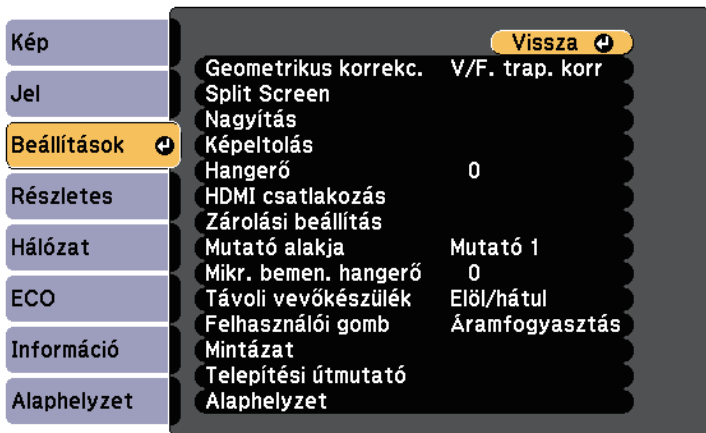 Kép
Jel
Beállítások
Részletes
Hálózat
ECO
Információ
Alaphelyzet
Vissza
Geometrikus korrekc. V/F. trap. korr
Split Screen
Nagyítás
Képeltolás
Hangerő 0
HDMI csatlakozás
Zárolási beállítás
Mutató alakja Mutató 1
Mikr. bemen. hangerő 0
Távoli vevőkészülék Elöl/hátul
Felhasználói gomb Áramfogyasztás
Mintázat
Telepítési útmutató
Alaphelyzet